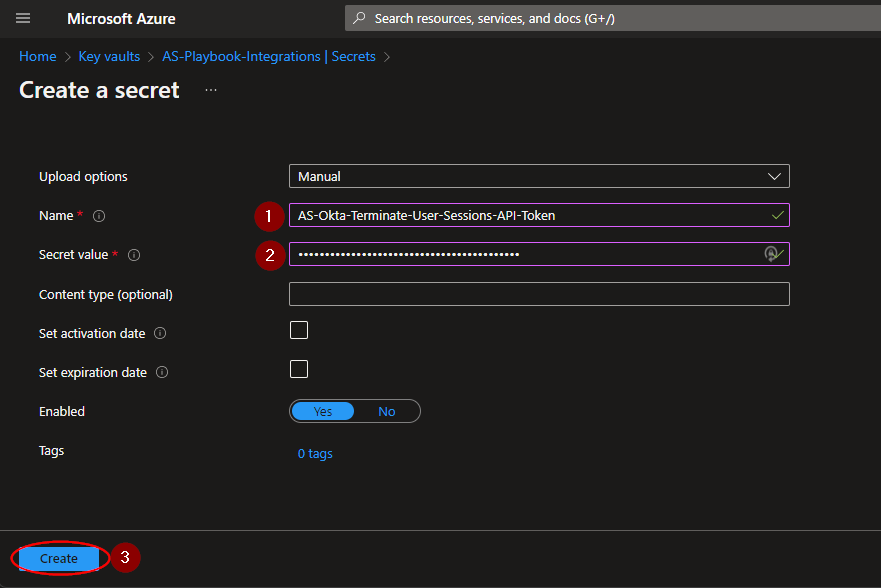 Microsoft Azure
Search resources, services, and docs (G+/)
Home > Key vaults > AS-Playbook-Integrations | Secrets >
Create a secret ...
Upload options Manual
Name * 1 AS-Okta-Terminate-User-Sessions-API-Token
Secret value * 2 ••••••••••••••••••••••••••••••••••••••••••
Content type (optional)
Set activation date
Set expiration date
Enabled Yes No
Tags 0 tags
Create 3